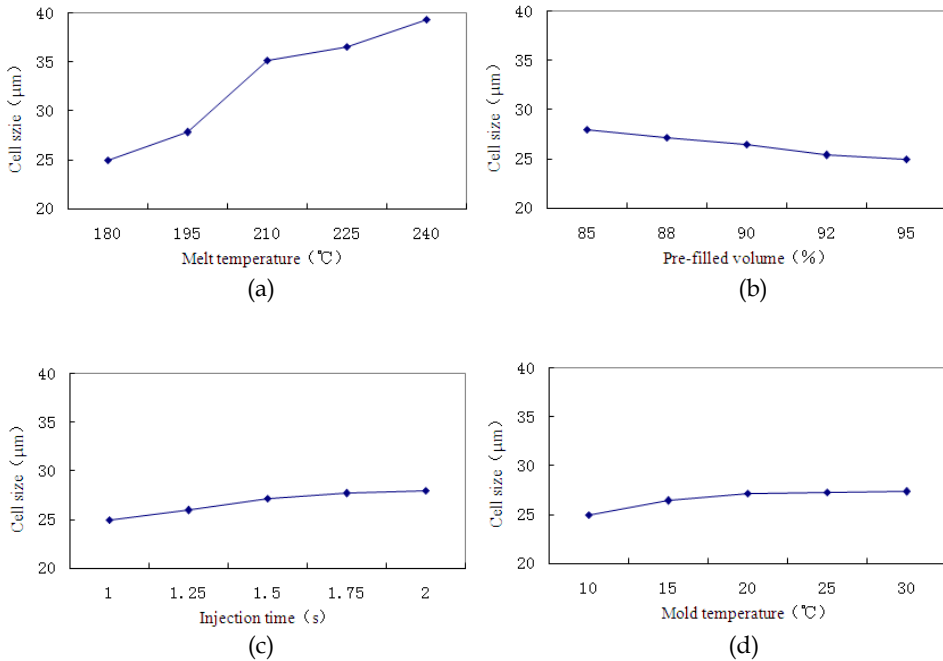 40
35
30
25
20
Cell szie（μm）
180 195 210 225 240
Melt temperature（℃）
(a)
40
35
30
25
20
Cell size（μm）
85 88 90 92 95
Pre-filled volume（%）
(b)
40
35
30
25
20
Cell size（μm）
1 1.25 1.5 1.75 2
Injection time（s）
(c)
40
35
30
25
20
Cell size（μm）
10 15 20 25 30
Mold temperature（℃）
(d)